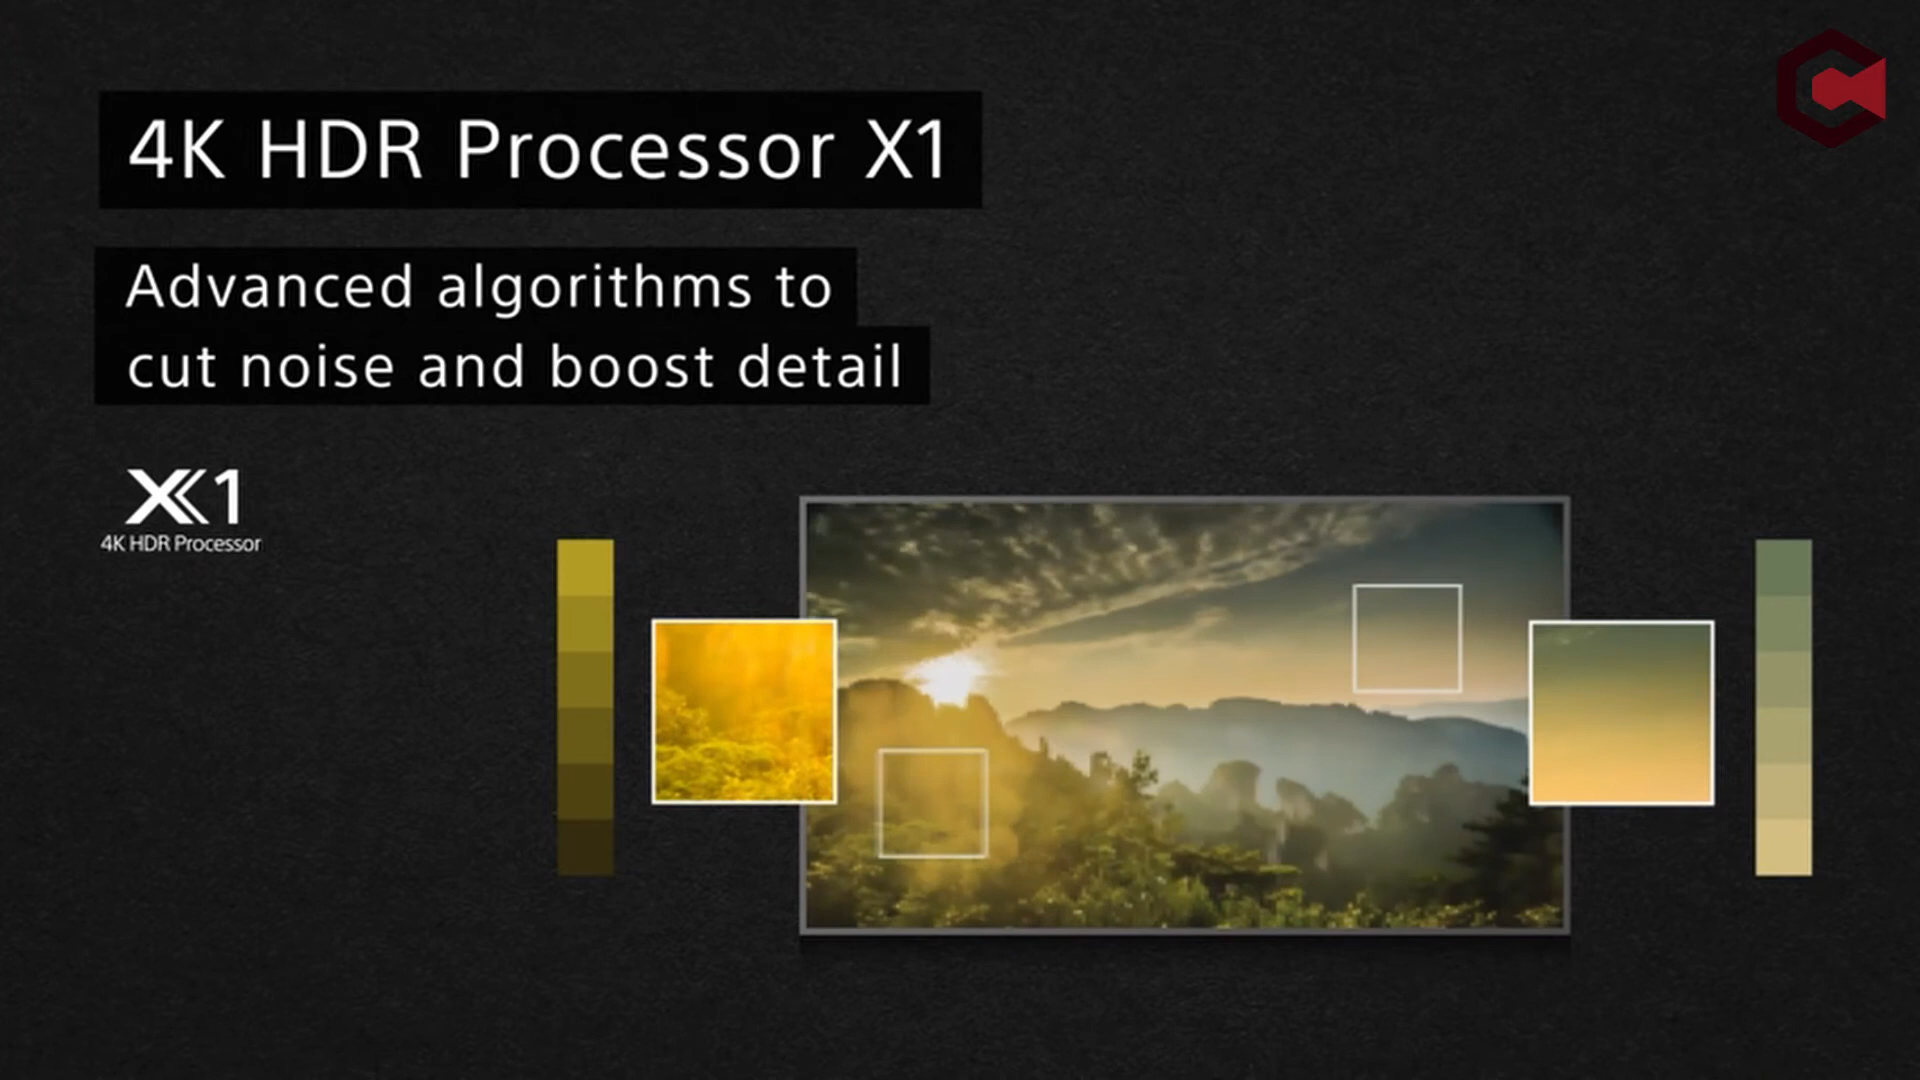 4K HDR Processor X1
Advanced algorithms to
cut noise and boost detail
X1
4K HDR Processor